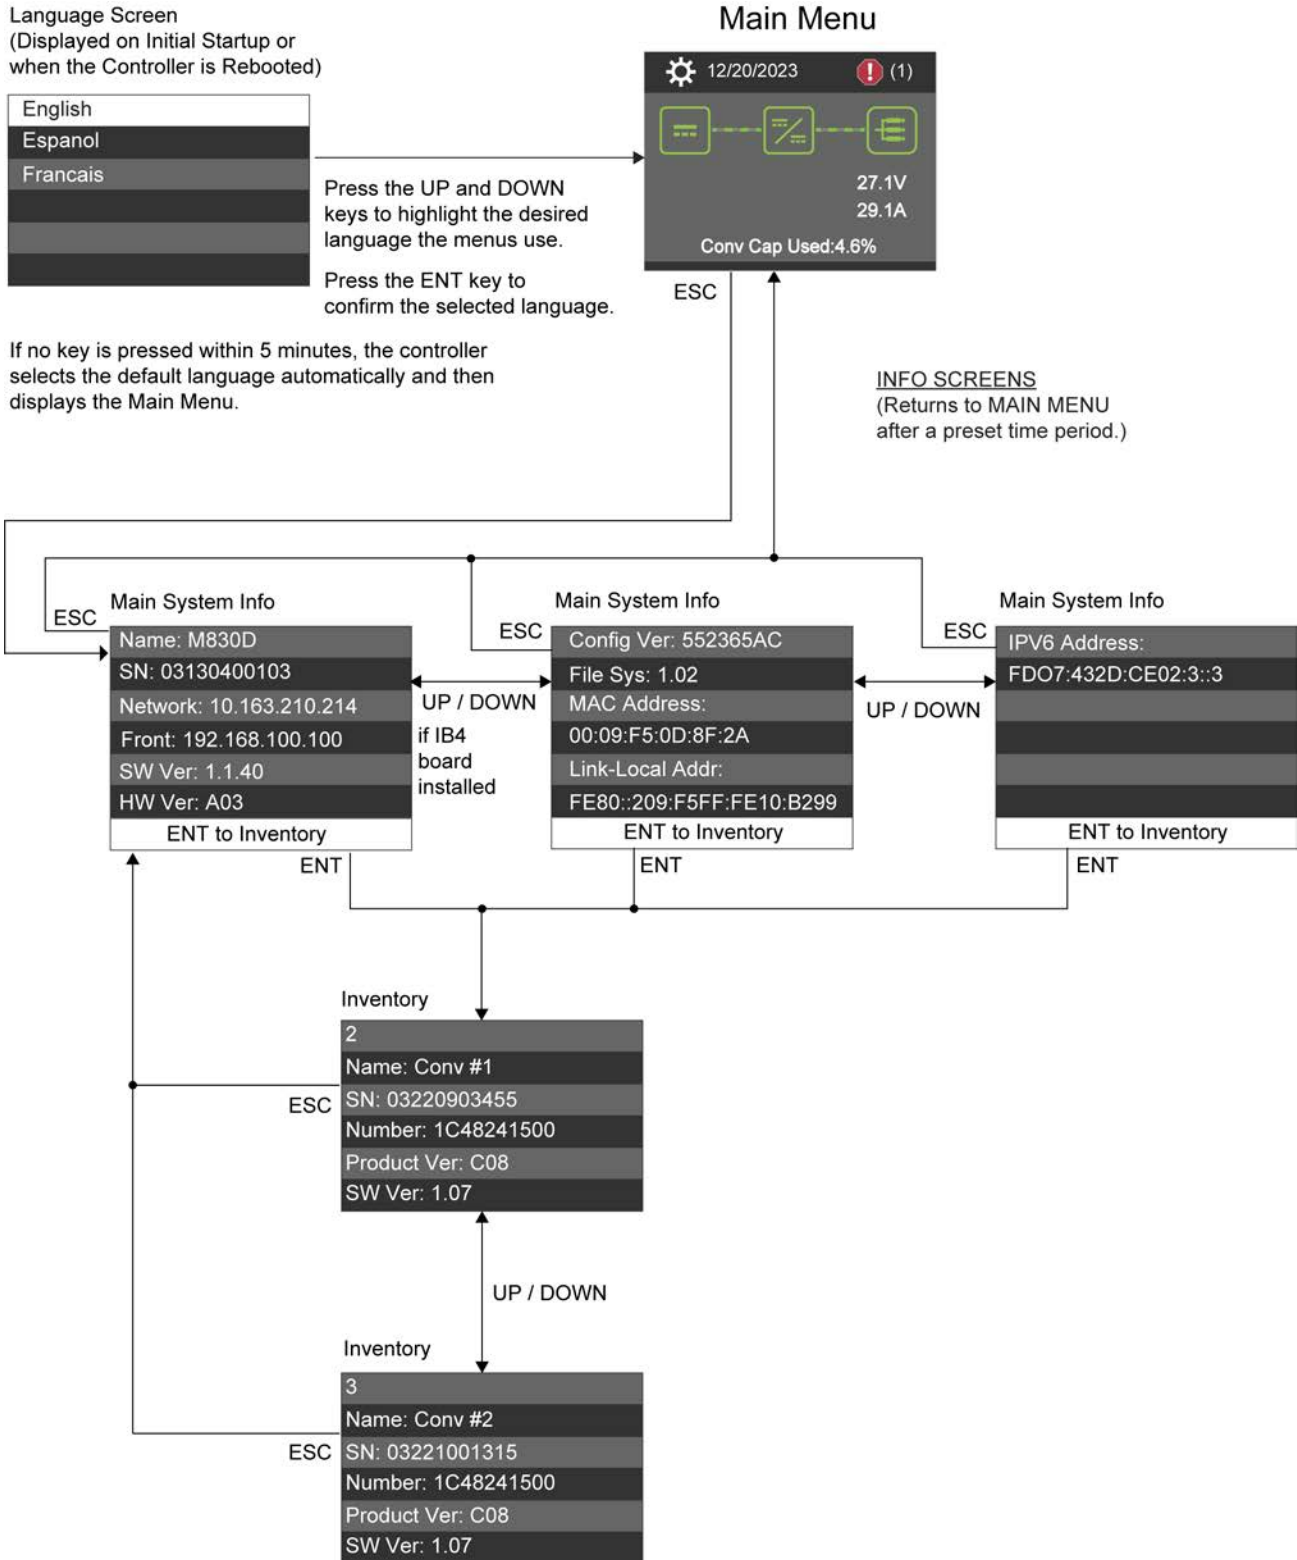 Language Screen
(Displayed on Initial Startup or
when the Controller is Rebooted)
English
Espanol
Francais
Press the UP and DOWN
keys to highlight the desired
language the menus use.
Press the ENT key to
confirm the selected language.
If no key is pressed within 5 minutes, the controller
selects the default language automatically and then
displays the Main Menu.
Main Menu
12/20/2023
(1)
27.1V
29.1A
Conv Cap Used:4.6%
ESC
INFO SCREENS
(Returns to MAIN MENU
after a preset time period.)
ESC
Main System Info
Name: M830D
SN: 03130400103
Network: 10.163.210.214
Front: 192.168.100.100
SW Ver: 1.1.40
HW Ver: A03
ENT to Inventory
ENT
UP / DOWN
if IB4
board
installed
ESC
Main System Info
Config Ver: 552365AC
File Sys: 1.02
MAC Address:
00:09:F5:0D:8F:2A
Link-Local Addr:
FE80::209:F5FF:FE10:B299
ENT to Inventory
ENT
UP / DOWN
ESC
Main System Info
IPV6 Address:
FDO7:432D:CE02:3::3
ENT to Inventory
ENT
Inventory
2
Name: Conv #1
SN: 03220903455
Number: 1C48241500
Product Ver: C08
SW Ver: 1.07
ESC
UP / DOWN
Inventory
3
Name: Conv #2
SN: 03221001315
Number: 1C48241500
Product Ver: C08
SW Ver: 1.07
ESC